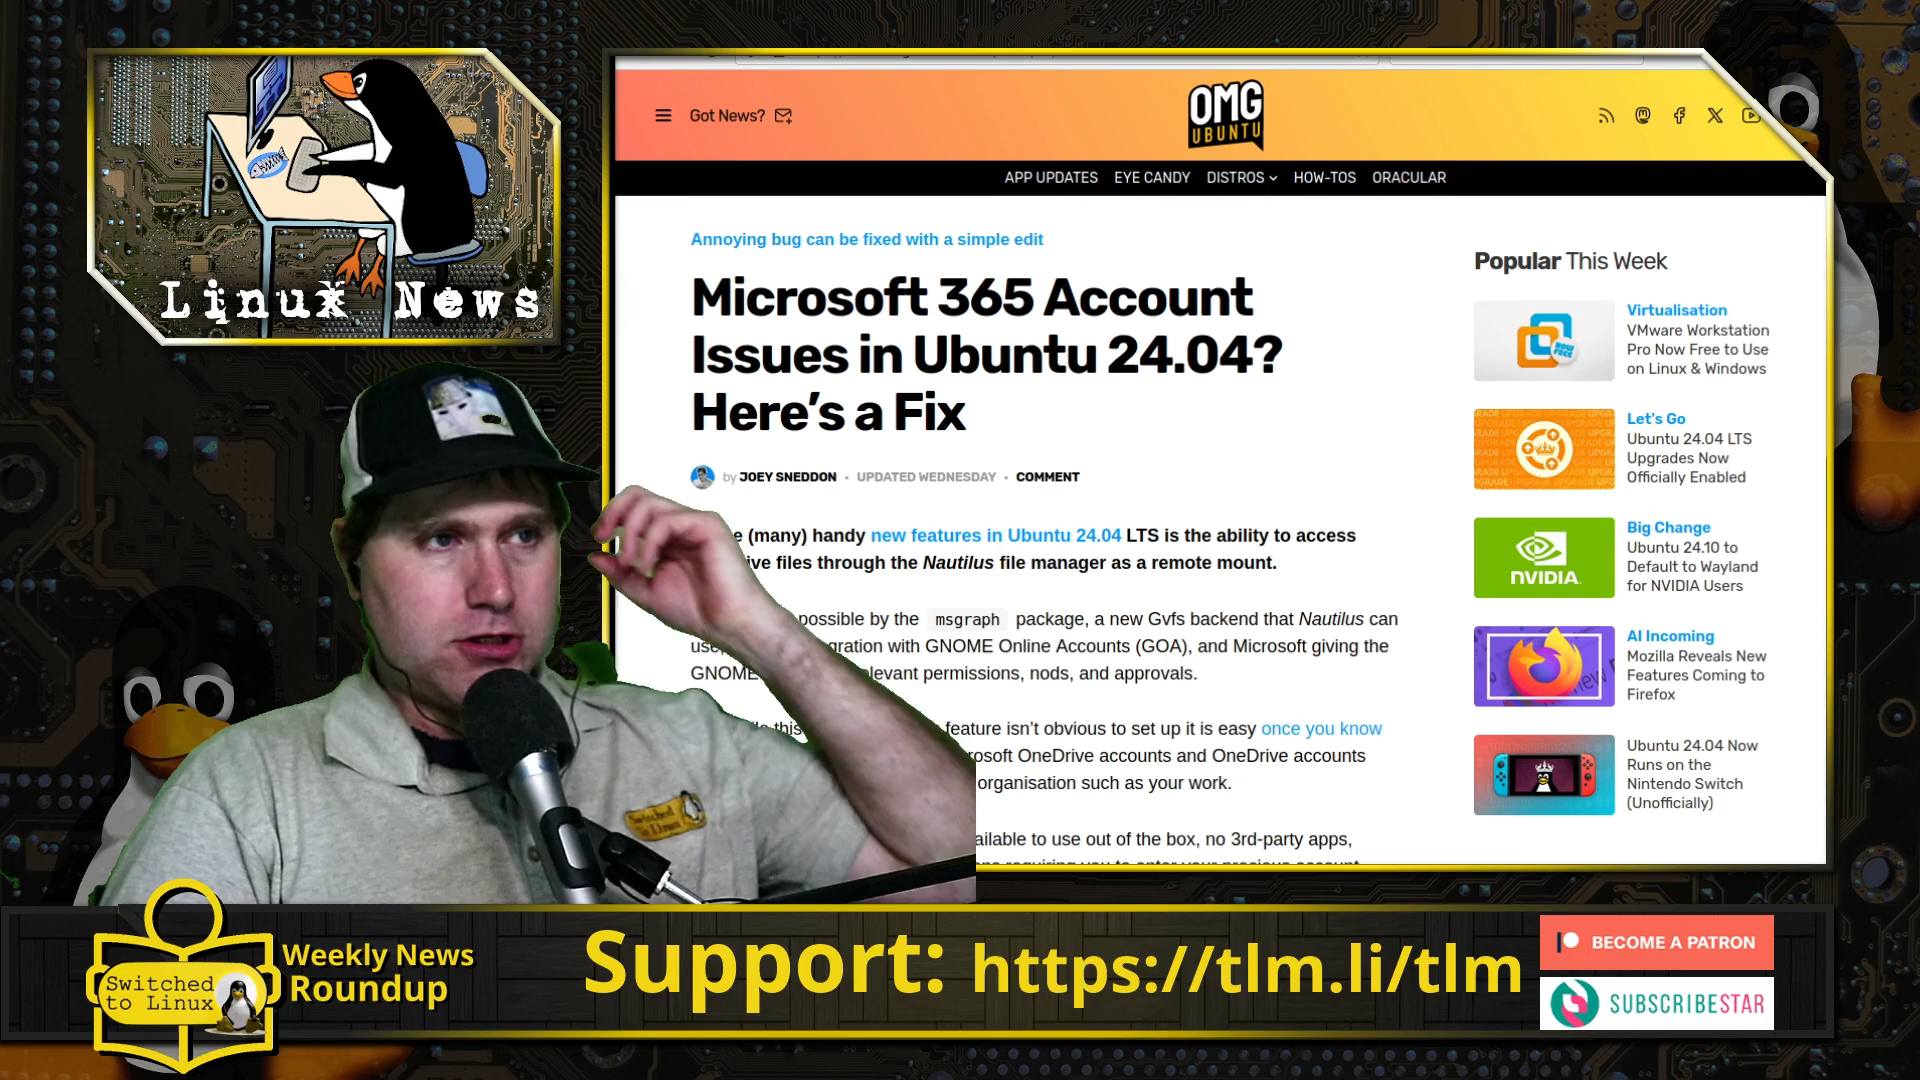 Linux News
Got News?
OMG
UBUNTU
APP UPDATES EYE CANDY DISTROS HOW-TOS ORACULAR
Annoying bug can be fixed with a simple edit
Microsoft 365 Account
Issues in Ubuntu 24.04?
Here's a Fix
by JOEY SNEDDON • UPDATED WEDNESDAY • COMMENT
(many) handy new features in Ubuntu 24.04 LTS is the ability to access
files through the Nautilus file manager as a remote mount.
possible by the msgraph package, a new Gvfs backend that Nautilus can
with GNOME Online Accounts (GOA), and Microsoft giving the
GNOME permissions, nods, and approvals.
feature isn't obvious to set up it is easy once you know
OneDrive accounts and OneDrive accounts
organisation such as your work.
to use out of the box, no 3rd-party apps,
Popular This Week
Virtualisation
VMware Workstation
Pro Now Free to Use
on Linux & Windows
NOW FREE
Let's Go
Ubuntu 24.04 LTS
Upgrades Now
Officially Enabled
NVIDIA
Big Change
Ubuntu 24.10 to
Default to Wayland
for NVIDIA Users
AI Incoming
Mozilla Reveals New
Features Coming to
Firefox
Ubuntu 24.04 Now
Runs on the
Nintendo Switch
(Unofficially)
Switched
to Linux
Switched
to Linux
Weekly News
Roundup
Support: https://tlm.li/tlm
BECOME A PATRON
SUBSCRIBESTAR